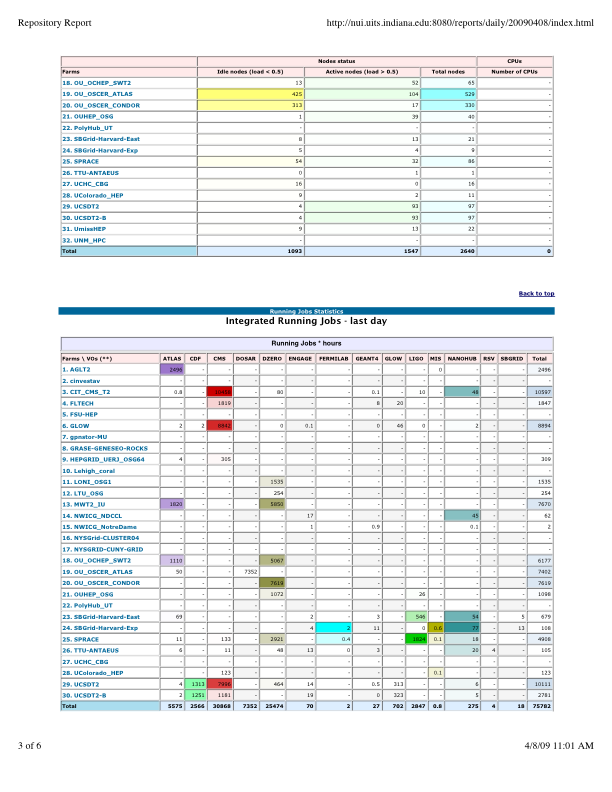 Repository Report http://nui.uits.indiana.edu:8080/reports/daily/20090408/index.html
Nodes status CPUs
Farms Idle nodes (load < 0.5) Active nodes (load > 0.5) Total nodes Number of CPUs
18. OU_OCHEP_SWT2 13 52 65 -
19. OU_OSCER_ATLAS 425 104 529 -
20. OU_OSCER_CONDOR 313 17 330 -
21. OUHEP_OSG 1 39 40 -
22. PolyHub_UT - - - -
23. SBGrid-Harvard-East 8 13 21 -
24. SBGrid-Harvard-Exp 5 4 9 -
25. SPRACE 54 32 86 -
26. TTU-ANTAEUS 0 1 1 -
27. UCHC_CBG 16 0 16 -
28. UColorado_HEP 9 2 11 -
29. UCSDT2 4 93 97 -
30. UCSDT2-B 4 93 97 -
31. UmissHEP 9 13 22 -
32. UNM_HPC - - - -
Total 1093 1547 2640 0
Back to top
Running Jobs Statistics
Integrated Running Jobs - last day
Running Jobs * hours
Farms \ VOs (**) ATLAS CDF CMS DOSAR DZERO ENGAGE FERMILAB GEANT4 GLOW LIGO MIS NANOHUB RSV SBGRID Total
1. AGLT2 2496 - - - - - - - - - 0 - - - 2496
2. cinvestav - - - - - - - - - - - - - - -
3. CIT_CMS_T2 0.8 - - 80 - - 0.1 - 10 - 48 - - 10597
4. FLTECH - - 1819 - - - - 8 20 - - - - - 1847
5. FSU-HEP - - - - - - - - - - - - - - -
6. GLOW 2 2 8842 - 0 0.1 - 0 46 0 - 2 - - 8894
7. gpnstor-MU - - - - - - - - - - - - - - -
8. GRASE-GENESEO-ROCKS - - - - - - - - - - - - - - -
9. HEPGRID_UERJ_OSG64 4 - 305 - - - - - - - - - - - 309
10. Lehigh_coral - - - - - - - - - - - - - - -
11. LONI_OSG1 - - - - 1535 - - - - - - - - - 1535
12. LTU_OSG - - - - 254 - - - - - - - - - 254
13. MWT2_IU 1820 - - - 5850 - - - - - - - - - 7670
14. NWICG_NDCCL - - - - - 17 - - - - - 45 - - 62
15. NWICG_NotreDame - - - - - 1 - 0.9 - - - 0.1 - - 2
16. NYSGrid-CLUSTER04 - - - - - - - - - - - - - - -
17. NYSGRID-CUNY-GRID - - - - - - - - - - - - - - -
18. OU_OCHEP_SWT2 1110 - - - 5067 - - - - - - - - - 6177
19. OU_OSCER_ATLAS 50 - - 7352 - - - - - - - - - - 7402
20. OU_OSCER_CONDOR - - - - 7619 - - - - - - - - - 7619
21. OUHEP_OSG - - - - 1072 - - - - 26 - - - - 1098
22. PolyHub_UT - - - - - - - - - - - - - - -
23. SBGrid-Harvard-East 69 - - - - 2 - 3 - 546 - 54 - 5 679
24. SBGrid-Harvard-Exp - - - - - 4 2 11 - 0 0.6 77 - 13 108
25. SPRACE 11 - 133 - 2921 - 0.4 - - 1824 0.1 18 - - 4908
26. TTU-ANTAEUS 6 - 11 - 48 13 0 3 - - - 20 4 - 105
27. UCHC_CBG - - - - - - - - - - - - - - -
28. UColorado_HEP - - 123 - - - - - - - 0.1 - - - 123
29. UCSDT2 4 1313 7996 - 464 14 - 0.5 313 - - 6 - - 10111
30. UCSDT2-B 2 1251 1181 - - 19 - 0 323 - - 5 - - 2781
Total 5575 2566 30868 7352 25474 70 2 27 702 2847 0.8 275 4 18 75782
3 of 6 4/8/09 11:01 AM